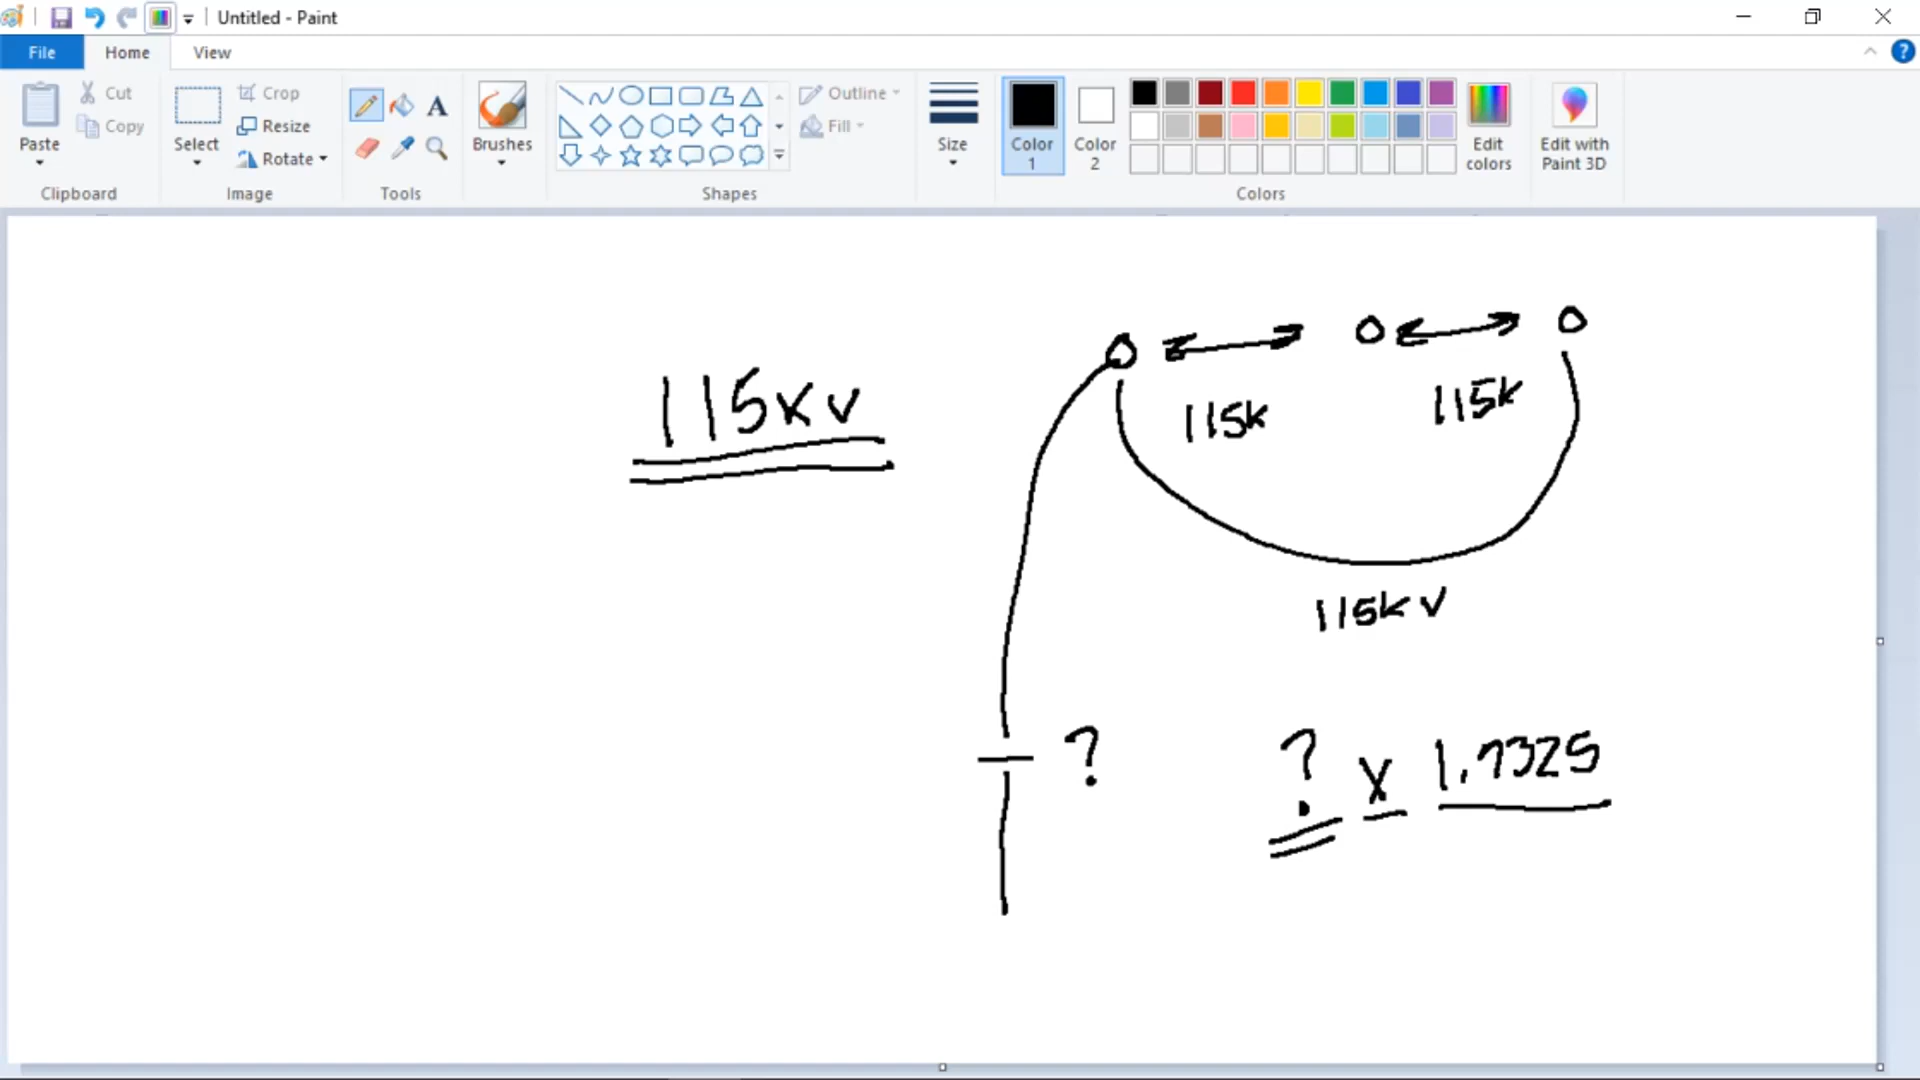 Untitled - Paint
File Home View
Paste
Cut
Copy
Clipboard
Select
Crop
Resize
Rotate
Image
A
Tools
Brushes
Outline
Fill
Shapes
Size
Color 1
Color 2
Edit colors
Colors
Edit with Paint 3D
?
115KV
115K
115K
115KV
?
? x 1.7325